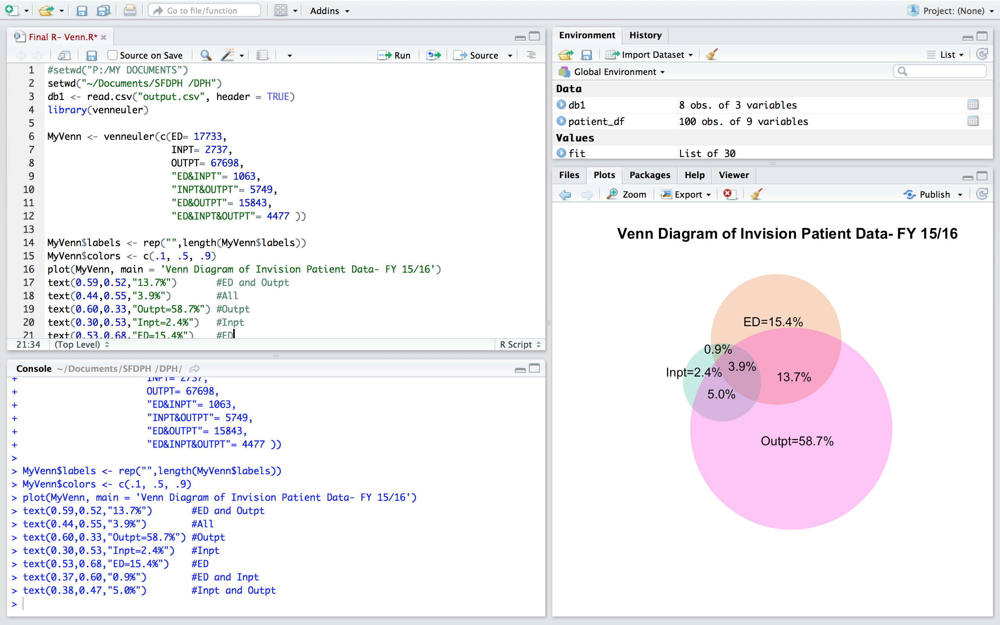 Go to file/function
Addins
Project: (None)
Final R- Venn.R*
Source on Save
Run
Source
1 #setwd("P:/MY DOCUMENTS")
2 setwd("~/Documents/SFDPH /DPH")
3 db1 <- read.csv("output.csv", header = TRUE)
4 library(venneuler)
5
6 MyVenn <- venneuler(c(ED= 17733,
7 INPT= 2737,
8 OUTPT= 67698,
9 "ED&INPT"= 1063,
10 "INPT&OUTPT"= 5749,
11 "ED&OUTPT"= 15843,
12 "ED&INPT&OUTPT"= 4477 ))
13
14 MyVenn$labels <- rep("",length(MyVenn$labels))
15 MyVenn$colors <- c(.1, .5, .9)
16 plot(MyVenn, main = 'Venn Diagram of Invision Patient Data- FY 15/16')
17 text(0.59,0.52,"13.7%") #ED and Outpt
18 text(0.44,0.55,"3.9%") #All
19 text(0.60,0.33,"Outpt=58.7%") #Outpt
20 text(0.30,0.53,"Inpt=2.4%") #Inpt
21 text(0.53,0.68,"ED=15.4%") #ED
21:34 (Top Level) R Script
Console ~/Documents/SFDPH /DPH/
+ INPT= 2737,
+ OUTPT= 67698,
+ "ED&INPT"= 1063,
+ "INPT&OUTPT"= 5749,
+ "ED&OUTPT"= 15843,
+ "ED&INPT&OUTPT"= 4477 ))
>
> MyVenn$labels <- rep("",length(MyVenn$labels))
> MyVenn$colors <- c(.1, .5, .9)
> plot(MyVenn, main = 'Venn Diagram of Invision Patient Data- FY 15/16')
> text(0.59,0.52,"13.7%") #ED and Outpt
> text(0.44,0.55,"3.9%") #All
> text(0.60,0.33,"Outpt=58.7%") #Outpt
> text(0.30,0.53,"Inpt=2.4%") #Inpt
> text(0.53,0.68,"ED=15.4%") #ED
> text(0.37,0.60,"0.9%") #ED and Inpt
> text(0.38,0.47,"5.0%") #Inpt and Outpt
>
Environment History
Import Dataset
List
Global Environment
Data
db1 8 obs. of 3 variables
patient_df 100 obs. of 9 variables
Values
fit List of 30
Files Plots Packages Help Viewer
Zoom Export Publish
Venn Diagram of Invision Patient Data- FY 15/16
ED=15.4%
0.9%
3.9%
Inpt=2.4%
13.7%
5.0%
Outpt=58.7%